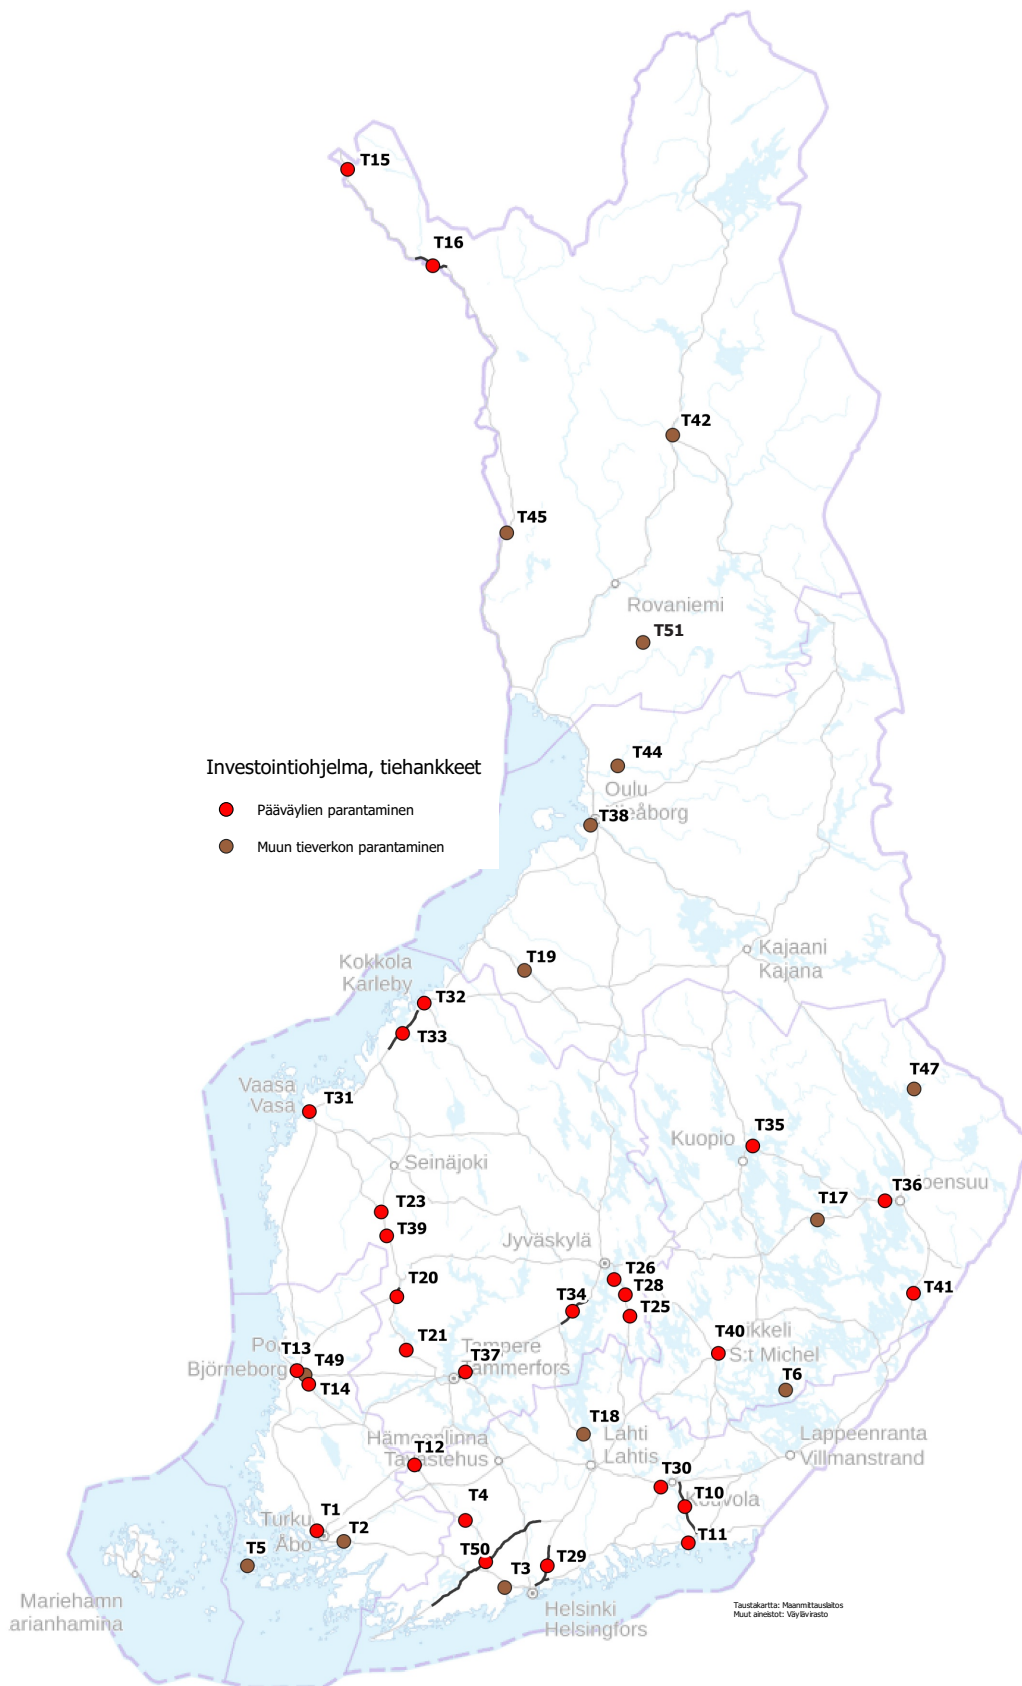 T15
T16
T42
T45
Rovaniemi
T51
Investointiohjelma, tiehankkeet
Pääväylien parantaminen
Muun tieverkon parantaminen
T44
Oulu
T38
Kajaani
Kajana
T19
Kokkola
Karleby
T32
T33
T47
Vaasa
Vasa
T31
T35
Kuopio
Seinäjoki
T36
T17
T23
T39
Jyväskylä
T26
T28
T20
T34
T25
T41
T21
T40
S:t Michel
T13
Björneborg
T49
T14
T37
T6
T18
Lahti
Lahtis
Lappeenranta
Villmanstrand
T12
T30
T10
T4
T1
Turku
Åbo
T2
T11
T5
T50
T3
T29
Mariehamn
arianhamina
Helsinki
Helsingfors
Taustakartta: Maanmittauslaitos
Muut aineistot: Väylävirasto